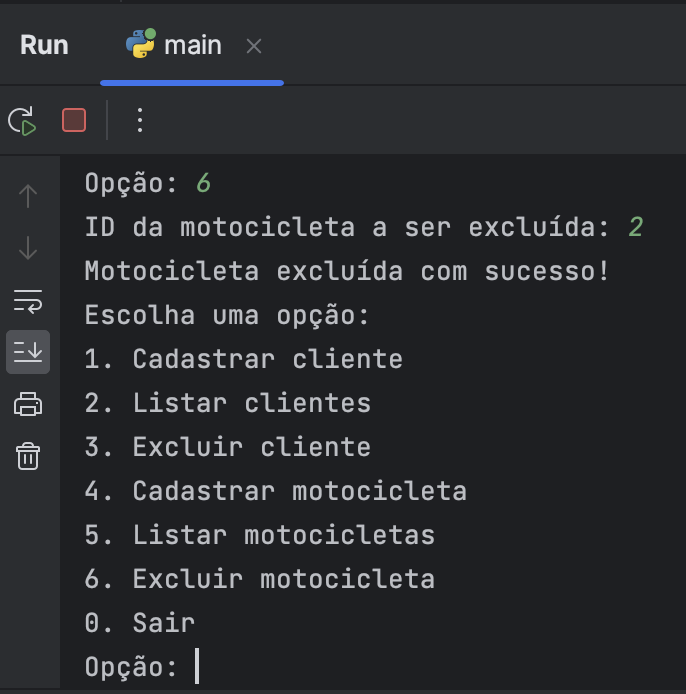 Run
main
Opção: 6
ID da motocicleta a ser excluída: 2
Motocicleta excluída com sucesso!
Escolha uma opção:
1. Cadastrar cliente
2. Listar clientes
3. Excluir cliente
4. Cadastrar motocicleta
5. Listar motocicletas
6. Excluir motocicleta
0. Sair
Opção: